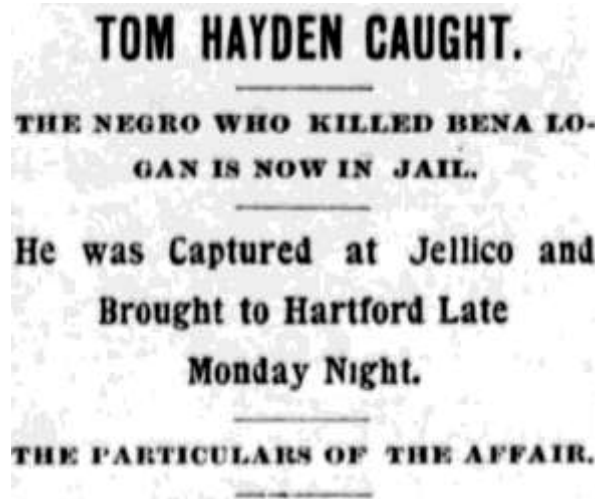 TOM HAYDEN CAUGHT.
THE NEGRO WHO KILLED BENA LO-
GAN IS NOW IN JAIL.
He was Captured at Jellico and
Brought to Hartford Late
Monday Night.
THE PARTICULARS OF THE AFFAIR.